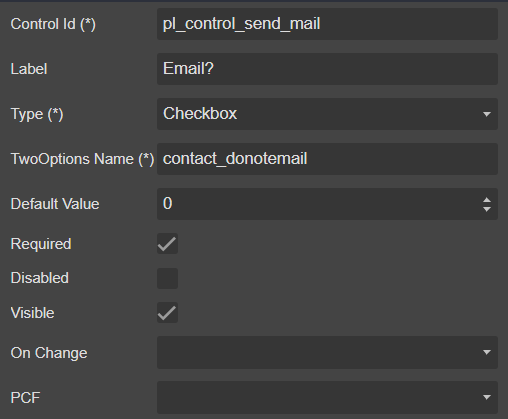 Control Id (*) pl_control_send_mail
Label Email?
Type (*) Checkbox
TwoOptions Name (*) contact_donotemail
Default Value 0
Required
Disabled
Visible
On Change
PCF